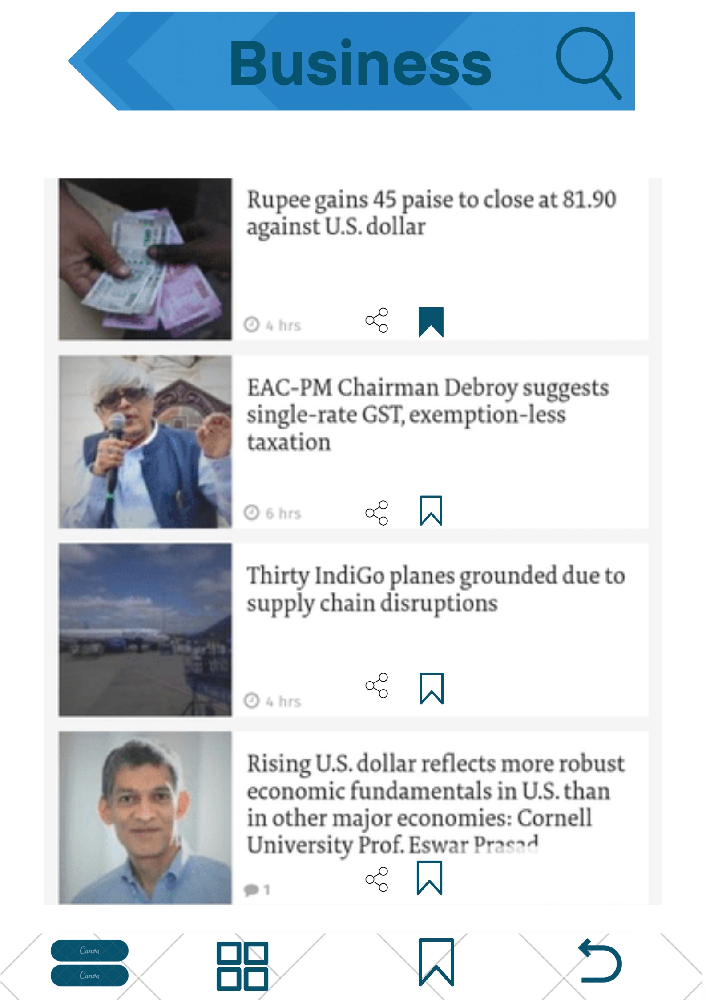 Business
Rupee gains 45 paise to close at 81.90
against U.S. dollar
4 hrs
EAC-PM Chairman Debroy suggests
single-rate GST, exemption-less
taxation
6 hrs
Thirty IndiGo planes grounded due to
supply chain disruptions
4 hrs
Rising U.S. dollar reflects more robust
economic fundamentals in U.S. than
in other major economies: Cornell
University Prof. Eswar Prasad
1
Canva
Canva